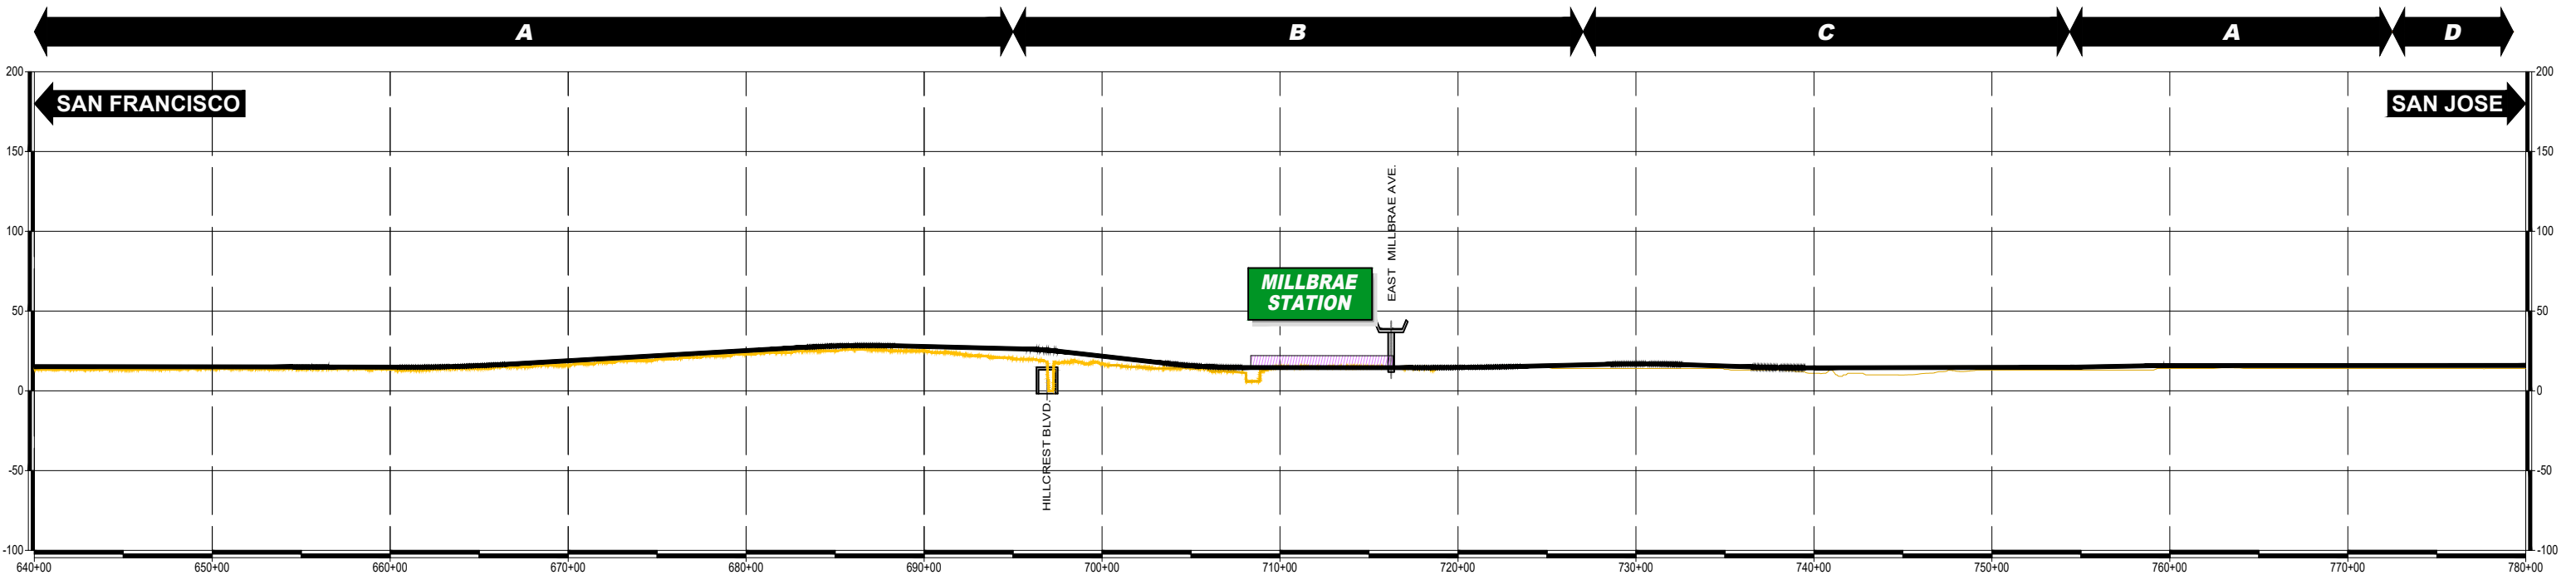 A B C A D
200 200
SAN FRANCISCO SAN JOSE
150 150
EAST MILLBRAE AVE.
100 100
MILLBRAE
STATION
50 50
0 0
HILLCREST BLVD.
-50 -50
-100 -100
640+00 650+00 660+00 670+00 680+00 690+00 700+00 710+00 720+00 730+00 740+00 750+00 760+00 770+00 780+00